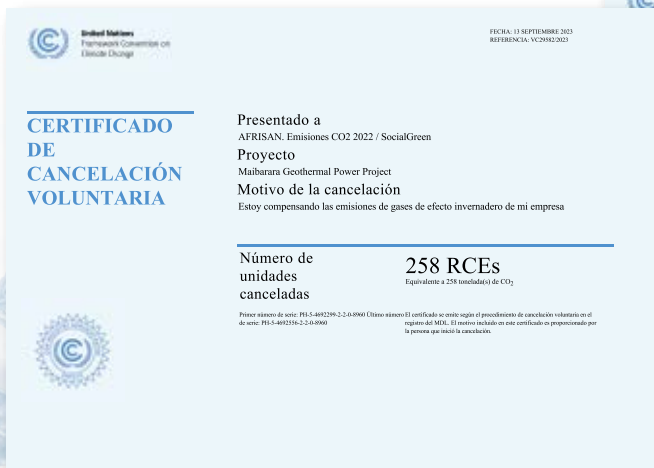 United Nations
Framework Convention on
Climate Change
FECHA: 13 SEPTIEMBRE 2023
REFERENCIA: VC29582/2023
CERTIFICADO
DE
CANCELACIÓN
VOLUNTARIA
Presentado a
AFRISAN. Emisiones CO2 2022 / SocialGreen
Proyecto
Maibarara Geothermal Power Project
Motivo de la cancelación
Estoy compensando las emisiones de gases de efecto invernadero de mi empresa
Número de
unidades
canceladas
258 RCEs
Equivalente a 258 tonelada(s) de CO2
Primer número de serie: PH-5-4692299-2-2-0-8960 Último número
de serie: PH-5-4692556-2-2-0-8960
El certificado se emite según el procedimiento de cancelación voluntaria en el
registro del MDL. El motivo incluido en este certificado es proporcionado por
la persona que inició la cancelación.